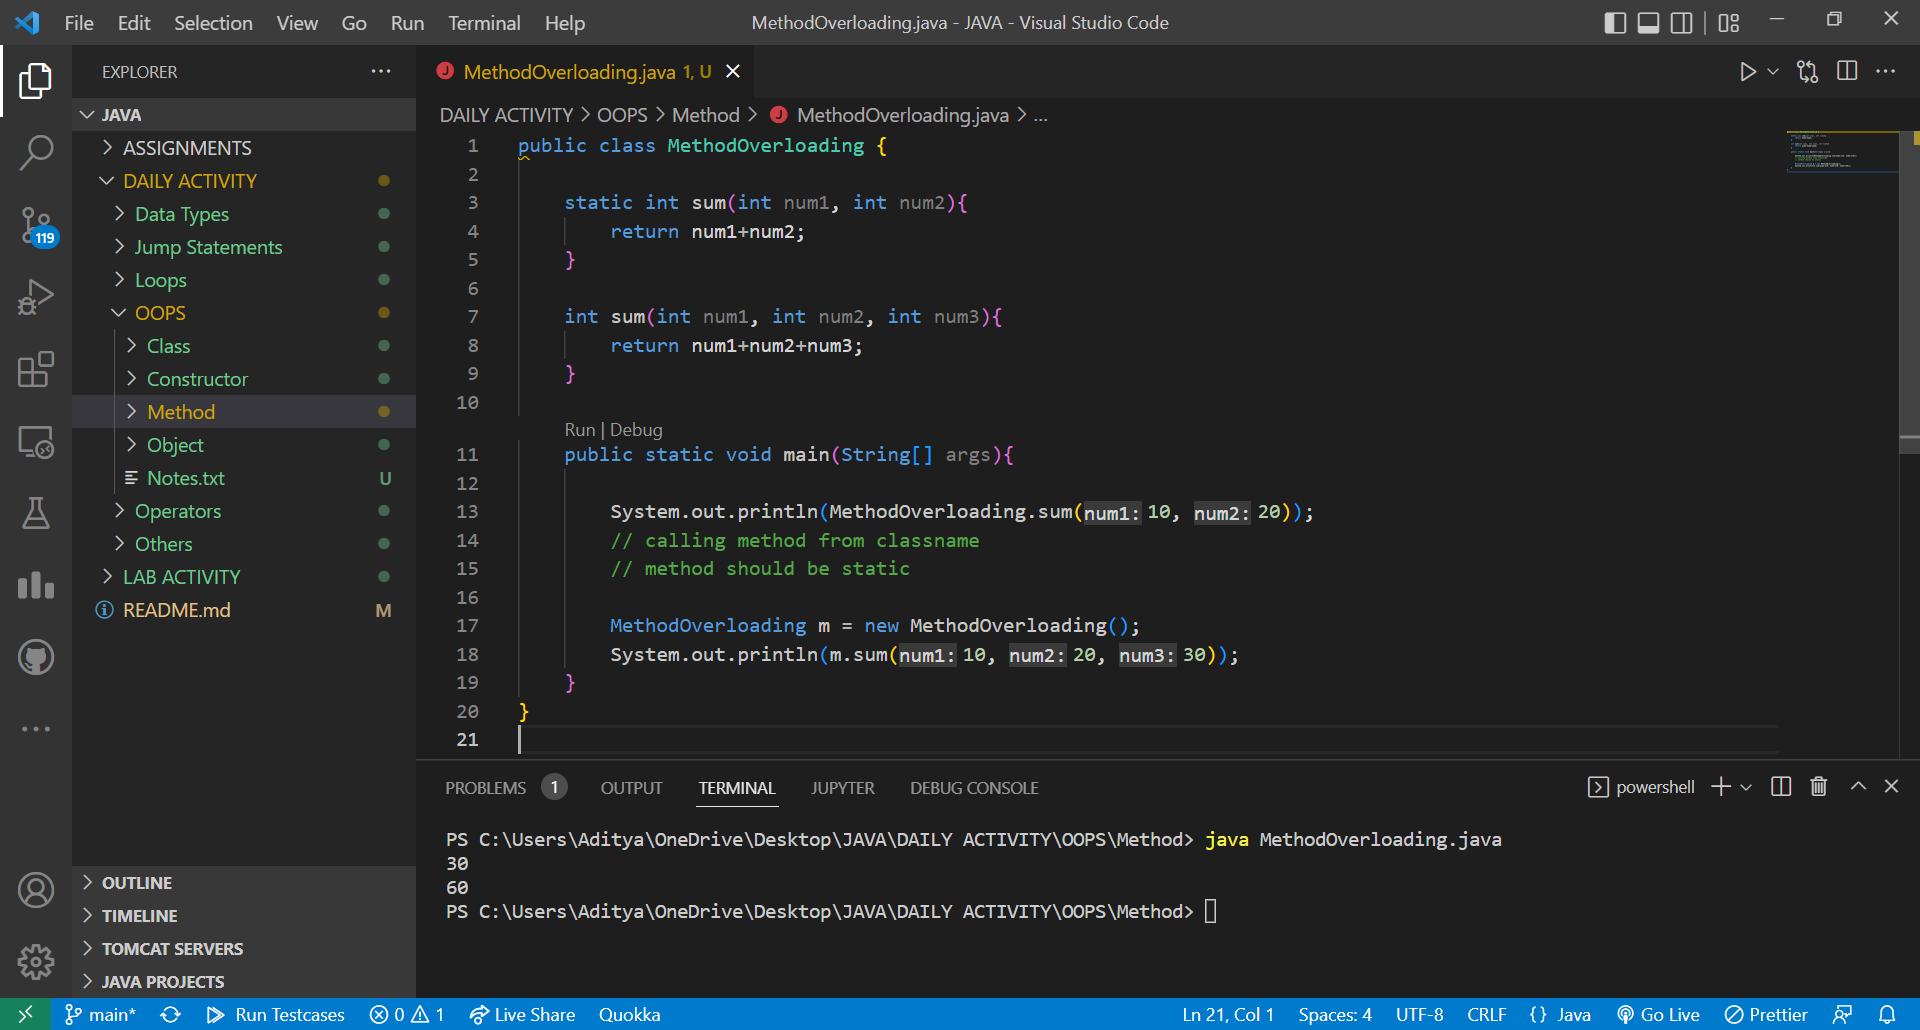 File Edit Selection View Go Run Terminal Help
MethodOverloading.java - JAVA - Visual Studio Code
EXPLORER
JAVA
ASSIGNMENTS
DAILY ACTIVITY
Data Types
Jump Statements
Loops
OOPS
Class
Constructor
Method
Object
Notes.txt U
Operators
Others
LAB ACTIVITY
README.md M
OUTLINE
TIMELINE
TOMCAT SERVERS
JAVA PROJECTS
119
J MethodOverloading.java 1, U
DAILY ACTIVITY > OOPS > Method > J MethodOverloading.java > ...
1 public class MethodOverloading {
2
3 static int sum(int num1, int num2){
4 return num1+num2;
5 }
6
7 int sum(int num1, int num2, int num3){
8 return num1+num2+num3;
9 }
10
Run | Debug
11 public static void main(String[] args){
12
13 System.out.println(MethodOverloading.sum(num1: 10, num2: 20));
14 // calling method from classname
15 // method should be static
16
17 MethodOverloading m = new MethodOverloading();
18 System.out.println(m.sum(num1: 10, num2: 20, num3: 30));
19 }
20 }
21
PROBLEMS 1 OUTPUT TERMINAL JUPYTER DEBUG CONSOLE
powershell
PS C:\Users\Aditya\OneDrive\Desktop\JAVA\DAILY ACTIVITY\OOPS\Method> java MethodOverloading.java
30
60
PS C:\Users\Aditya\OneDrive\Desktop\JAVA\DAILY ACTIVITY\OOPS\Method>
main* Run Testcases 0 1 Live Share Quokka
Ln 21, Col 1 Spaces: 4 UTF-8 CRLF {} Java Go Live Prettier